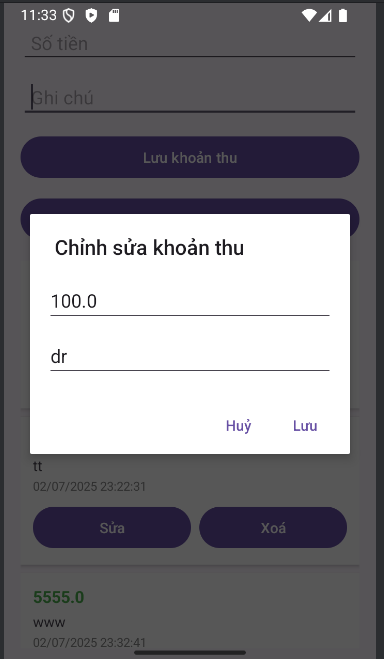 11:33
Số tiền
Ghi chú
Lưu khoản thu
Chỉnh sửa khoản thu
100.0
dr
Huỷ
Lưu
tt
02/07/2025 23:22:31
Sửa
Xoá
5555.0
www
02/07/2025 23:32:41